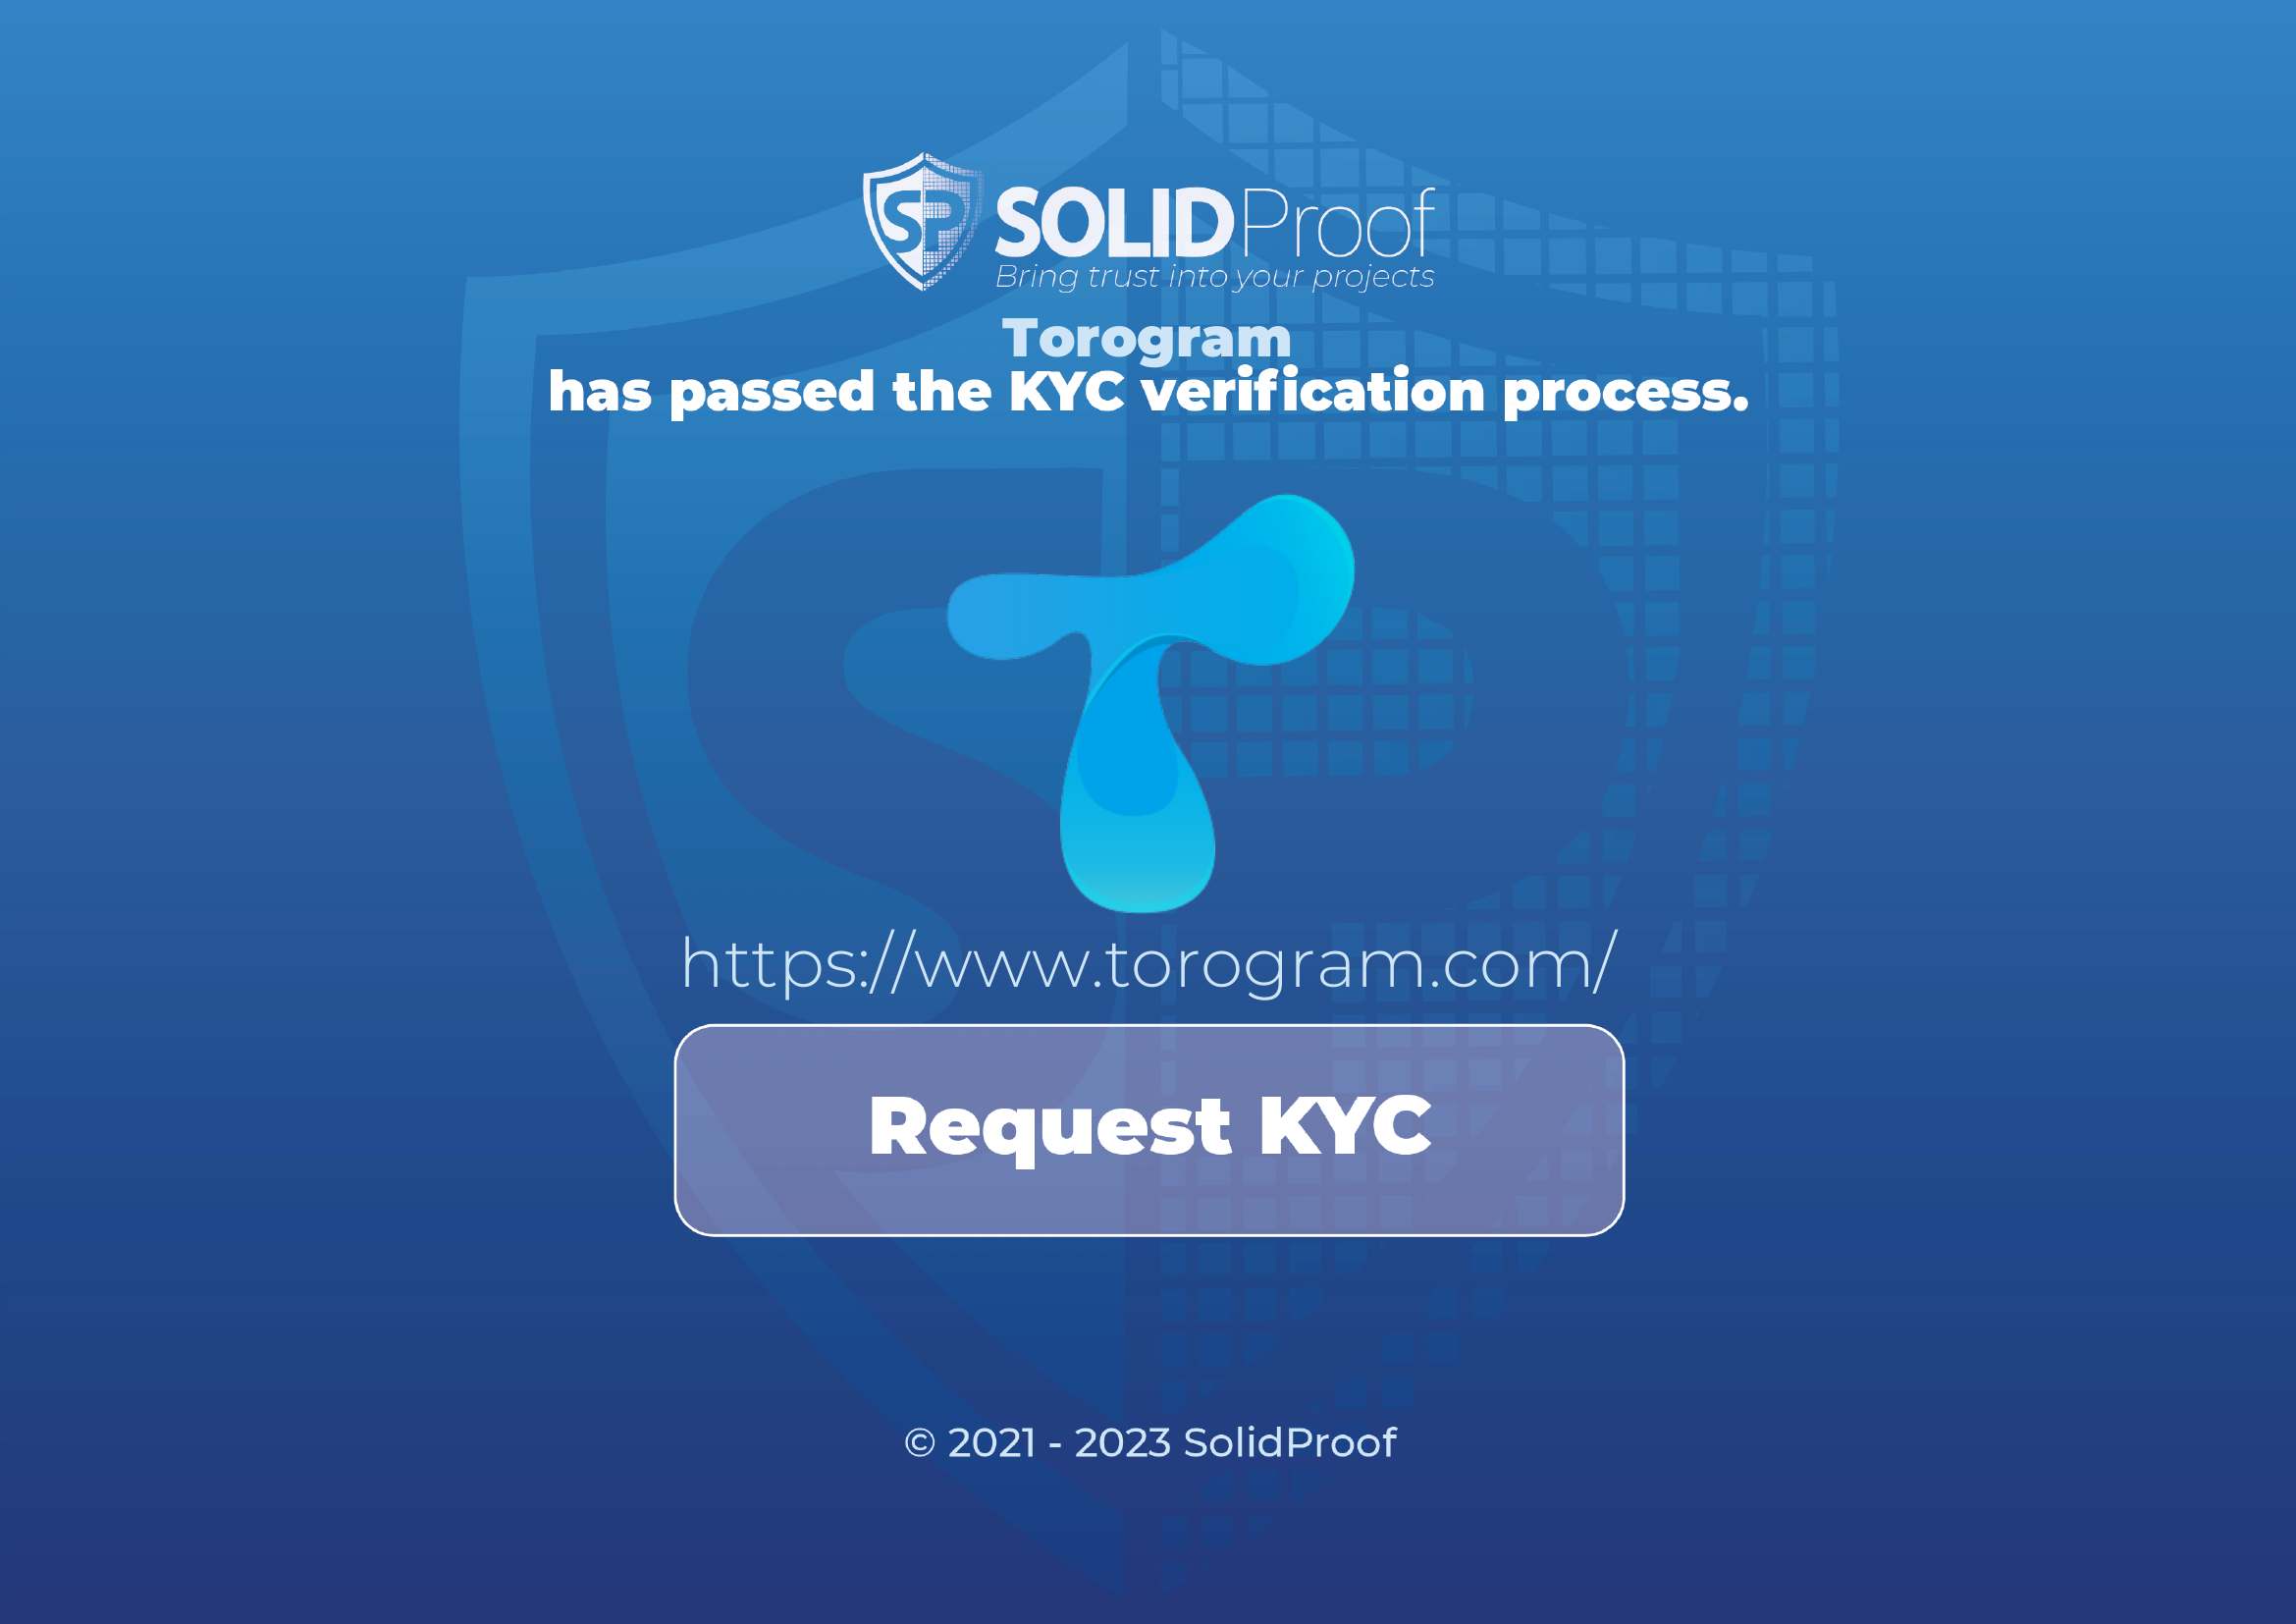 SP SOLIDProof
Bring trust into your projects
Torogram
has passed the KYC verification process.
https://www.torogram.com/
Request KYC
© 2021 - 2023 SolidProof